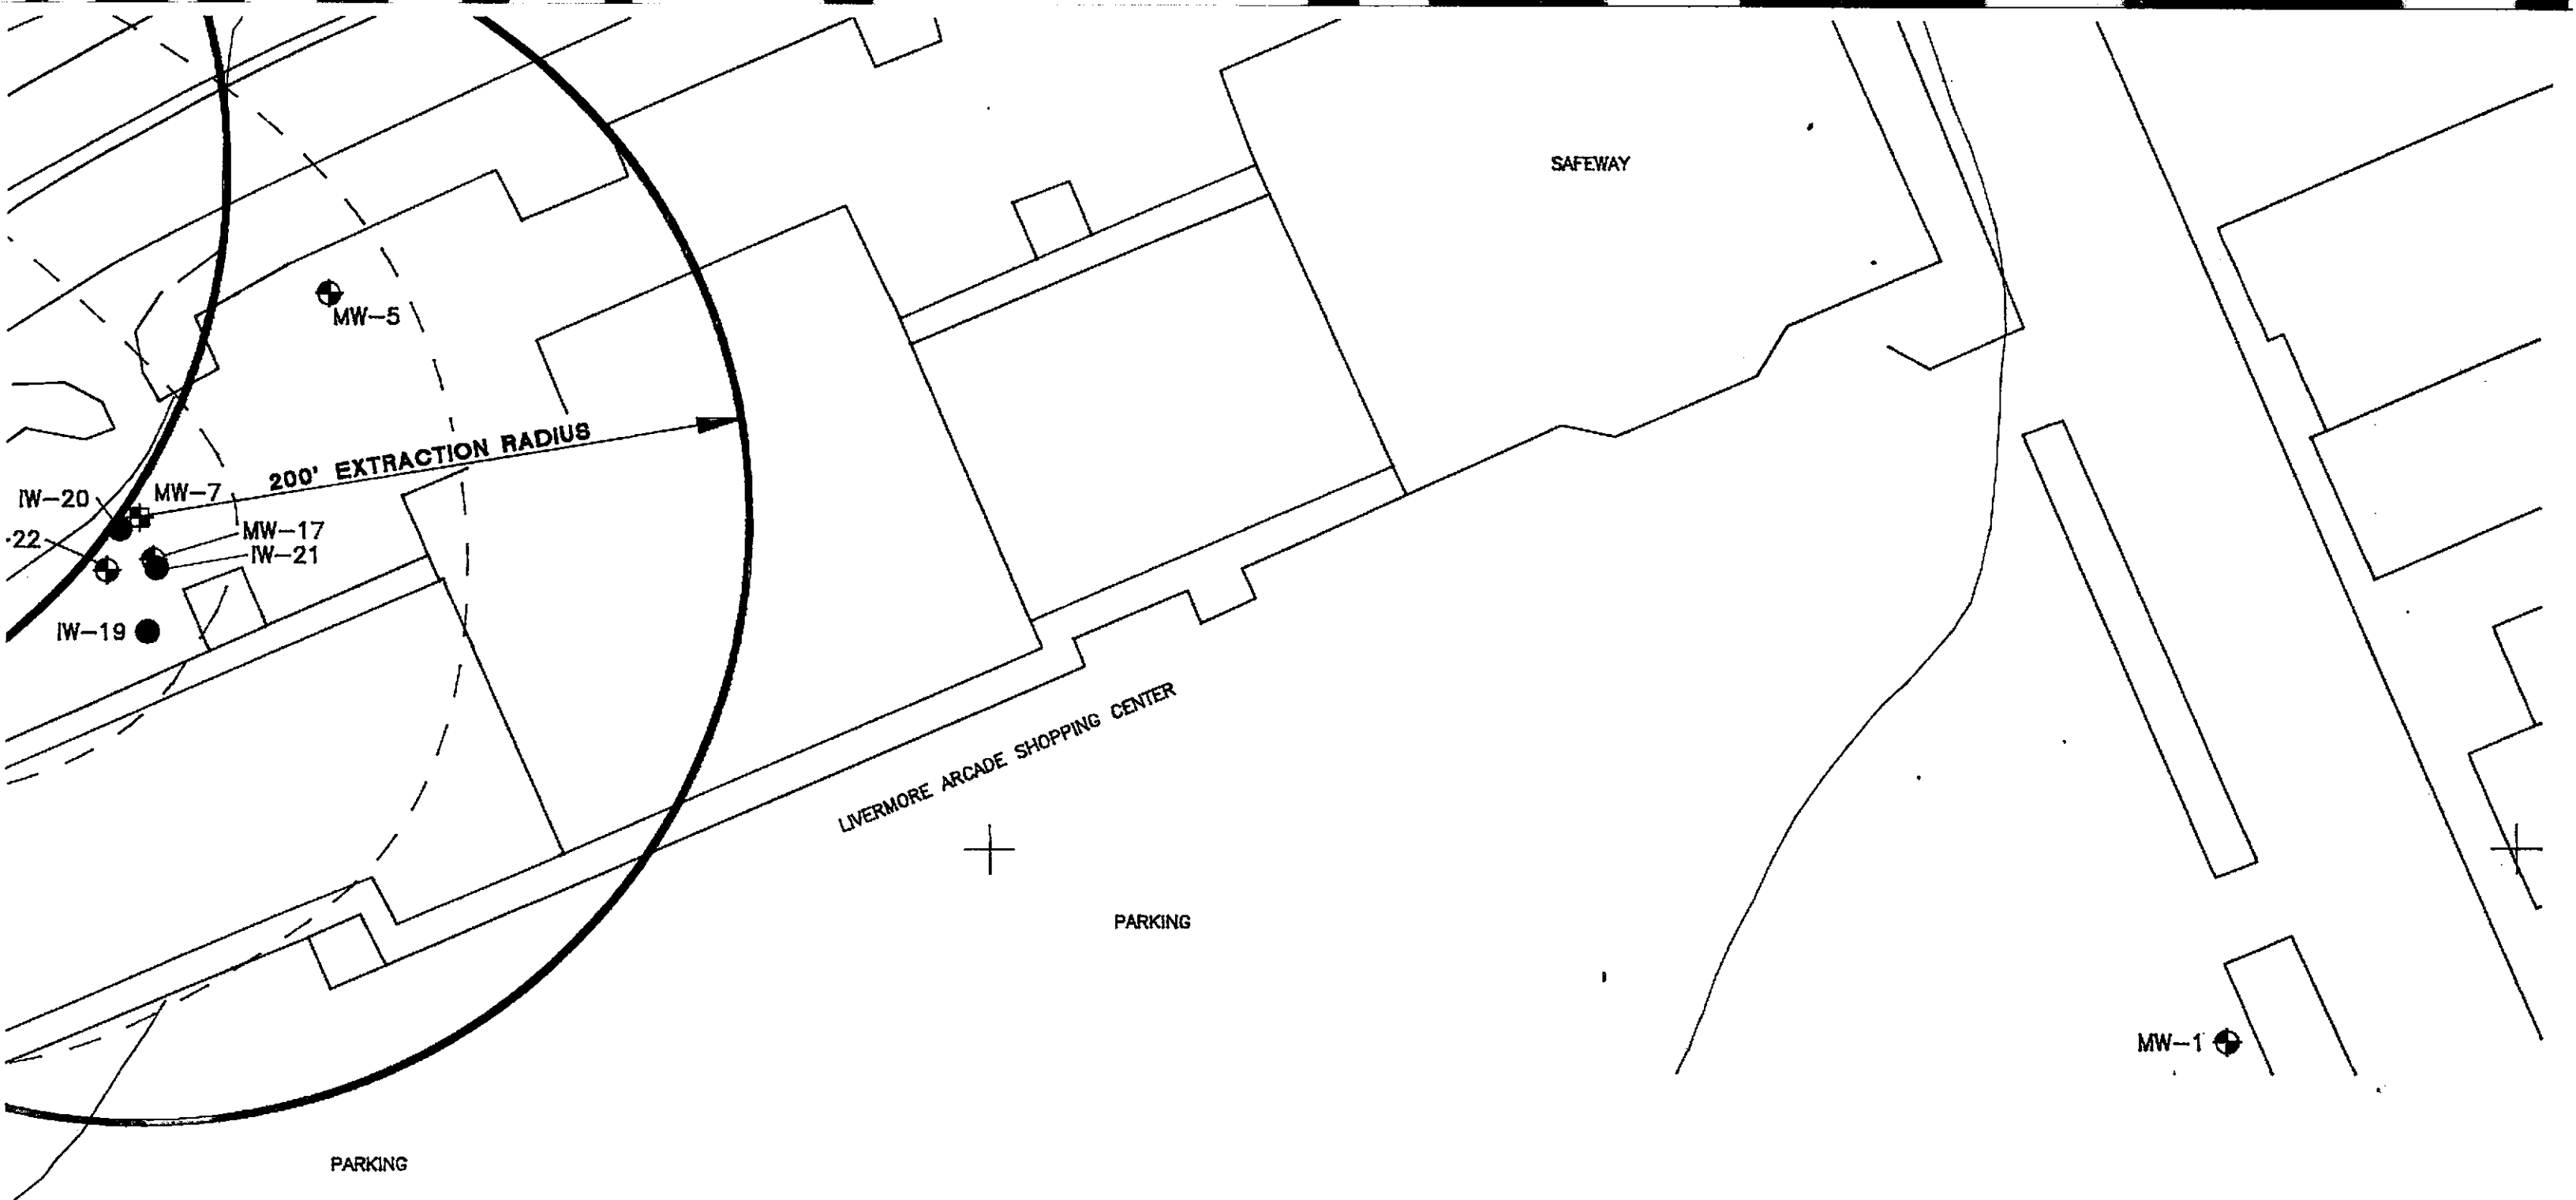 SAFEWAY
MW-5
200' EXTRACTION RADIUS
IW-20
MW-7
-22
MW-17
IW-21
IW-19
LIVERMORE ARCADE SHOPPING CENTER
PARKING
MW-1
PARKING